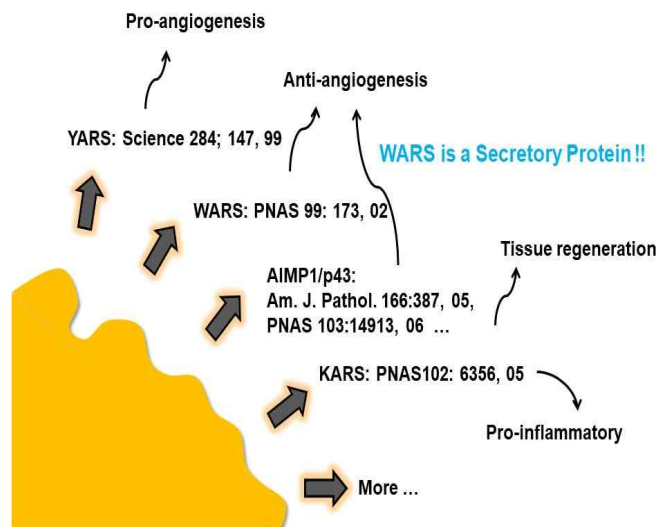 Pro-angiogenesis
Anti-angiogenesis
YARS: Science 284; 147, 99
WARS is a Secretory Protein !!
WARS: PNAS 99: 173, 02
Tissue regeneration
AIMP1/p43:
Am. J. Pathol. 166:387, 05,
PNAS 103:14913, 06 ...
KARS: PNAS102: 6356, 05
Pro-inflammatory
More ...